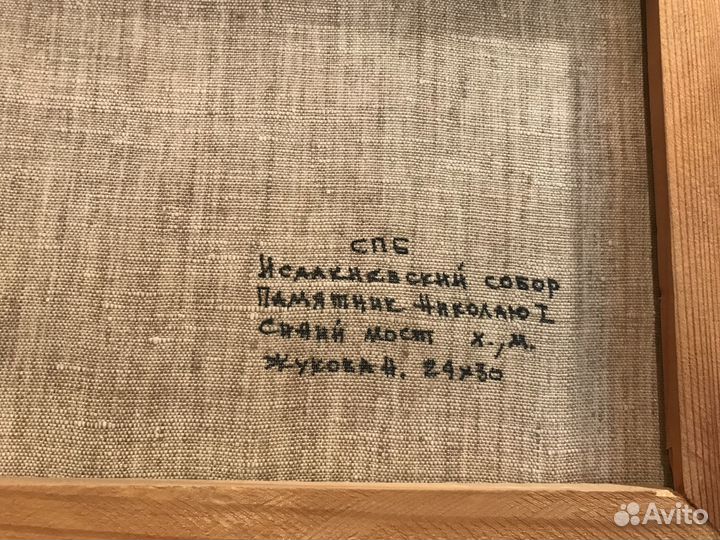 СПБ
Исаакиевский собор
Памятник Николаю I
Синий мост х., м.
Жукова Н. 24х30
Avito